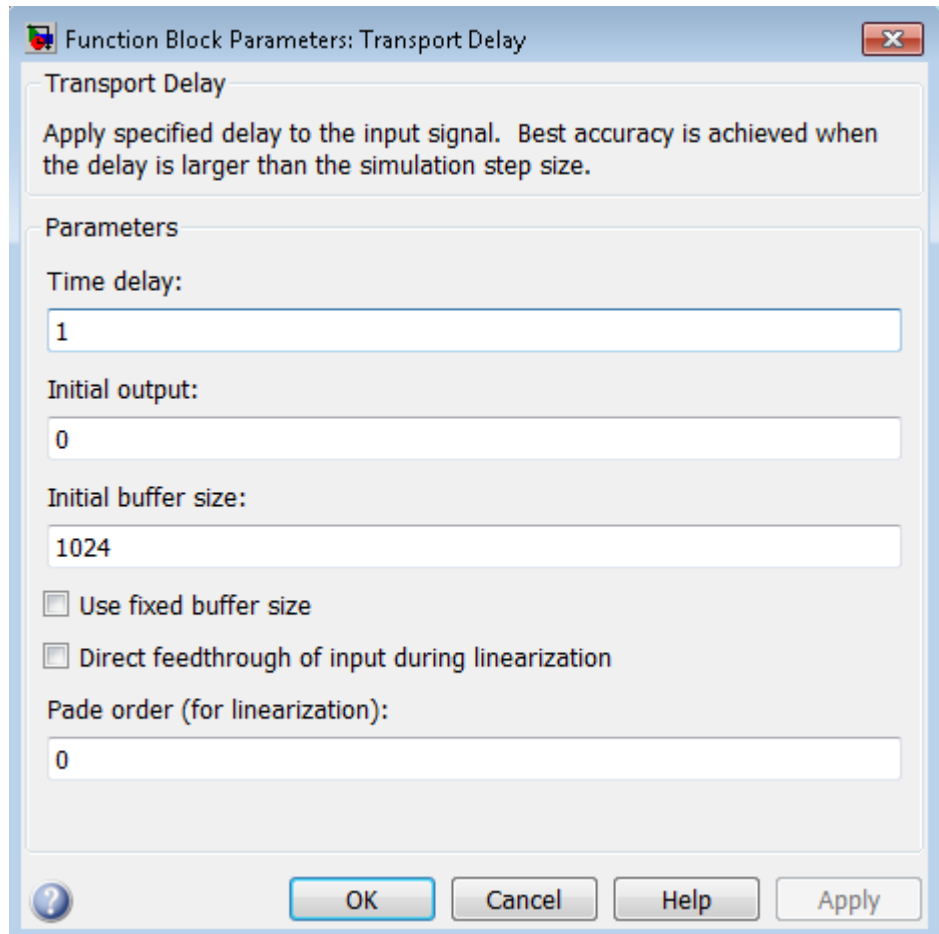 Function Block Parameters: Transport Delay
Transport Delay
Apply specified delay to the input signal.  Best accuracy is achieved when
the delay is larger than the simulation step size.
Parameters
Time delay:
1
Initial output:
0
Initial buffer size:
1024
Use fixed buffer size
Direct feedthrough of input during linearization
Pade order (for linearization):
0
? OK Cancel Help Apply